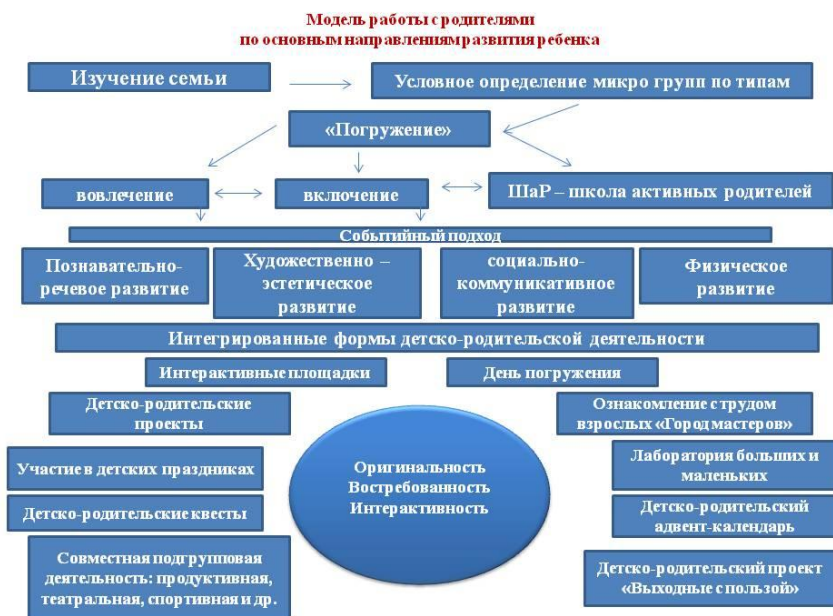 Модель работы с родителями
по основным направлениям развития ребенка
Изучение семьи
Условное определение микро групп по типам
«Погружение»
вовлечение
включение
ШаР – школа активных родителей
Событийный подход
Познавательно-
речевое развитие
Художественно –
эстетическое
развитие
социально-
коммуникативное
развитие
Физическое
развитие
Интегрированные формы детско-родительской деятельности
Интерактивные площадки
День погружения
Детско-родительские
проекты
Ознакомление с трудом
взрослых «Город мастеров»
Участие в детских праздниках
Оригинальность
Востребованность
Интерактивность
Лаборатория больших и
маленьких
Детско-родительские квесты
Детско-родительский
адвент-календарь
Совместная подгрупповая
деятельность: продуктивная,
театральная, спортивная и др.
Детско-родительский проект
«Выходные с пользой»